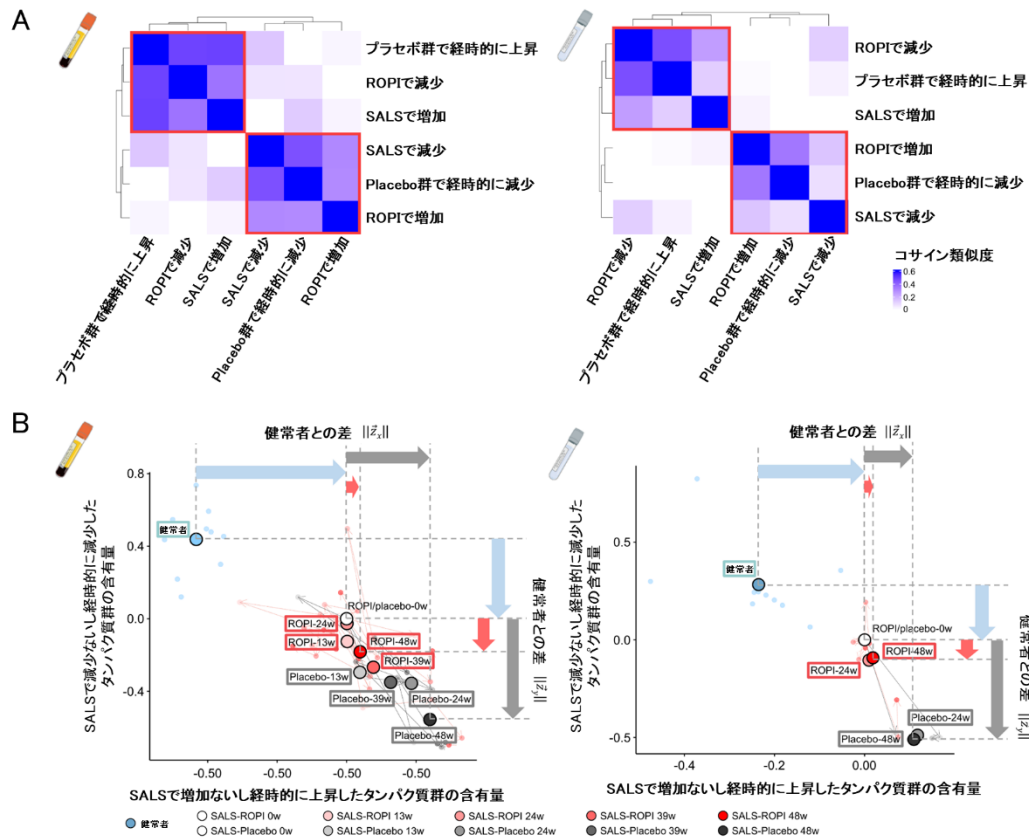 A
プラセボ群で経時的に上昇
ROPIで減少
SALSで増加
SALSで減少
Placebo群で経時的に減少
ROPIで増加
プラセボ群で経時的に上昇
ROPIで減少
SALSで増加
SALSで減少
Placebo群で経時的に減少
ROPIで増加
ROPIで減少
プラセボ群で経時的に上昇
SALSで増加
ROPIで増加
Placebo群で経時的に減少
SALSで減少
ROPIで減少
プラセボ群で経時的に上昇
SALSで増加
ROPIで増加
Placebo群で経時的に減少
SALSで減少
コサイン類似度
0.6
0.4
0.2
0
B
健常者との差 ||z⃗ₓ||
SALSで減少ないし経時的に減少した
タンパク質群の含有量
0.8
0.4
0.0
-0.4
健常者
ROPI/placebo-0w
ROPI-24w
ROPI-13w
ROPI-48w
ROPI-39w
Placebo-13w
Placebo-39w
Placebo-24w
Placebo-48w
健常者との差 ||z⃗ᵧ||
-0.50
-0.50
-0.50
-0.50
SALSで増加ないし経時的に上昇したタンパク質群の含有量
健常者との差 ||z⃗ₓ||
SALSで減少ないし経時的に減少した
タンパク質群の含有量
0.5
0.0
-0.5
健常者
ROPI/placebo-0w
ROPI-48w
ROPI-24w
Placebo-24w
Placebo-48w
健常者との差 ||z⃗ᵧ||
-0.4
-0.2
0.00
SALSで増加ないし経時的に上昇したタンパク質群の含有量
健常者
SALS-ROPI 0w
SALS-ROPI 13w
SALS-ROPI 24w
SALS-ROPI 39w
SALS-ROPI 48w
SALS-Placebo 0w
SALS-Placebo 13w
SALS-Placebo 24w
SALS-Placebo 39w
SALS-Placebo 48w